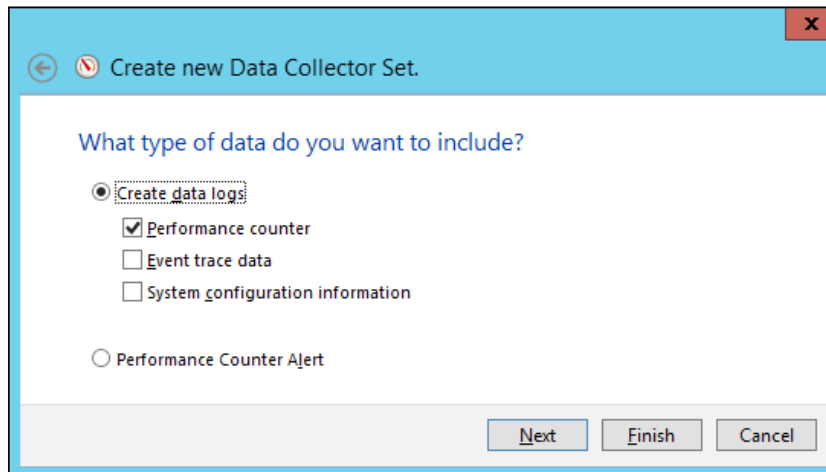 x
Create new Data Collector Set.
What type of data do you want to include?
Create data logs
Performance counter
Event trace data
System configuration information
Performance Counter Alert
Next Finish Cancel